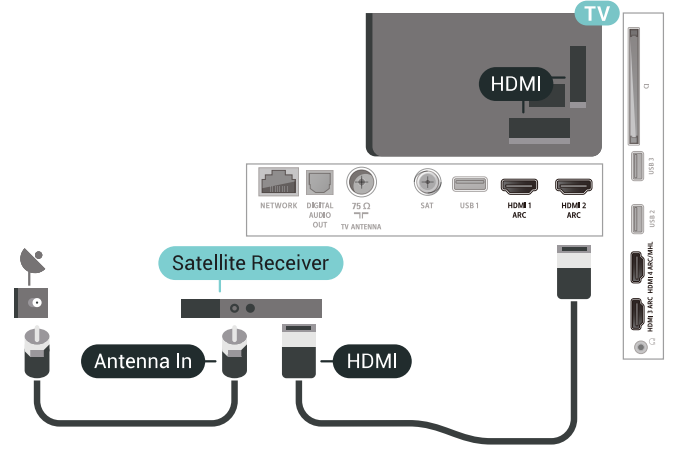 TV
HDMI
NETWORK
DIGITAL
AUDIO
OUT
75 Ω
TV ANTENNA
SAT
USB 1
HDMI 1
ARC
HDMI 2
ARC
USB 3
USB 2
HDMI 4 ARC/MHL
HDMI 3 ARC
Satellite Receiver
Antenna In
HDMI